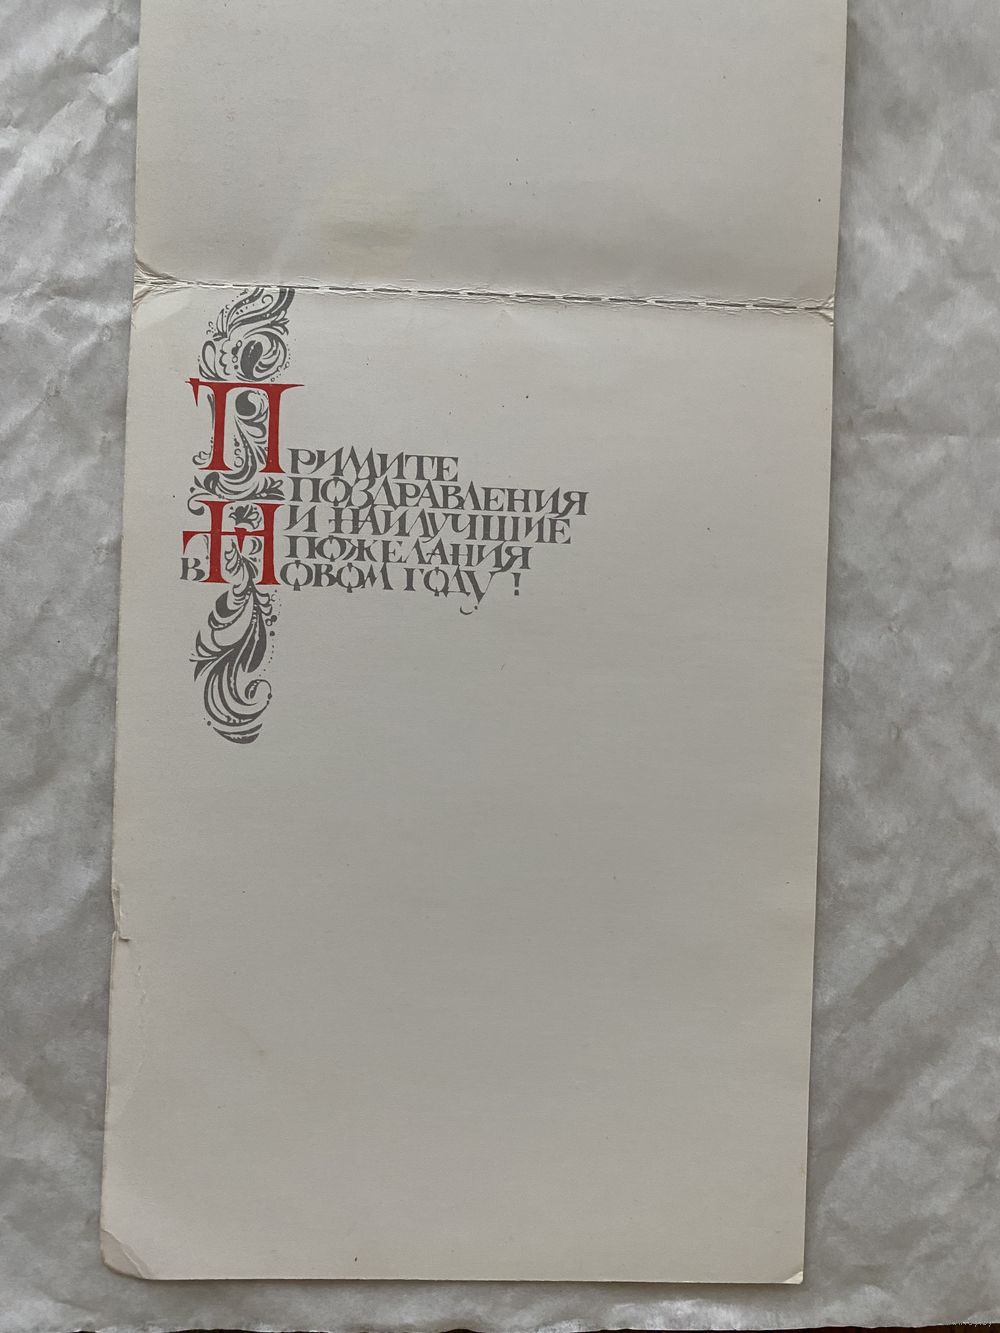 Примите
поздравления
и наилучшие
пожелания
в Новом году!